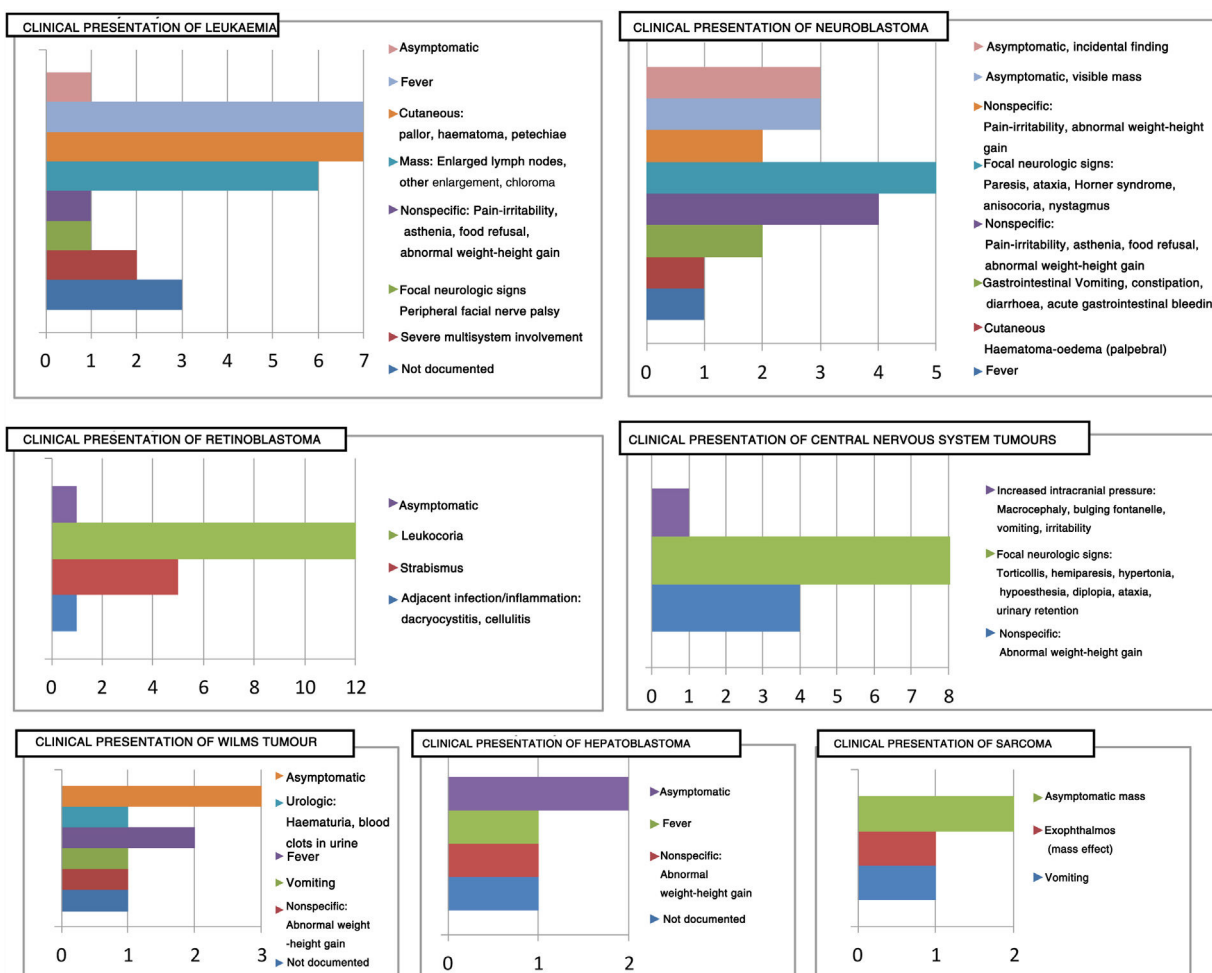 CLINICAL PRESENTATION OF LEUKAEMIA
Asymptomatic
Fever
Cutaneous:
pallor, haematoma, petechiae
Mass: Enlarged lymph nodes,
other enlargement, chloroma
Nonspecific: Pain-irritability,
asthenia, food refusal,
abnormal weight-height gain
Focal neurologic signs
Peripheral facial nerve palsy
Severe multisystem involvement
Not documented
0 1 2 3 4 5 6 7
CLINICAL PRESENTATION OF NEUROBLASTOMA
Asymptomatic, incidental finding
Asymptomatic, visible mass
Nonspecific:
Pain-irritability, abnormal weight-height
gain
Focal neurologic signs:
Paresis, ataxia, Horner syndrome,
anisocoria, nystagmus
Nonspecific:
Pain-irritability, asthenia, food refusal,
abnormal weight-height gain
Gastrointestinal Vomiting, constipation,
diarrhoea, acute gastrointestinal bleedin
Cutaneous
Haematoma-oedema (palpebral)
Fever
0 1 2 3 4 5
CLINICAL PRESENTATION OF RETINOBLASTOMA
Asymptomatic
Leukocoria
Strabismus
Adjacent infection/inflammation:
dacryocystitis, cellulitis
0 2 4 6 8 10 12
CLINICAL PRESENTATION OF CENTRAL NERVOUS SYSTEM TUMOURS
Increased intracranial pressure:
Macrocephaly, bulging fontanelle,
vomiting, irritability
Focal neurologic signs:
Torticollis, hemiparesis, hypertonia,
hypoesthesia, diplopia, ataxia,
urinary retention
Nonspecific:
Abnormal weight-height gain
0 1 2 3 4 5 6 7 8
CLINICAL PRESENTATION OF WILMS TUMOUR
Asymptomatic
Urologic:
Haematuria, blood
clots in urine
Fever
Vomiting
Nonspecific:
Abnormal weight
-height gain
Not documented
0 1 2 3
CLINICAL PRESENTATION OF HEPATOBLASTOMA
Asymptomatic
Fever
Nonspecific:
Abnormal
weight-height gain
Not documented
0 1 2
CLINICAL PRESENTATION OF SARCOMA
Asymptomatic mass
Exophthalmos
(mass effect)
Vomiting
0 1 2